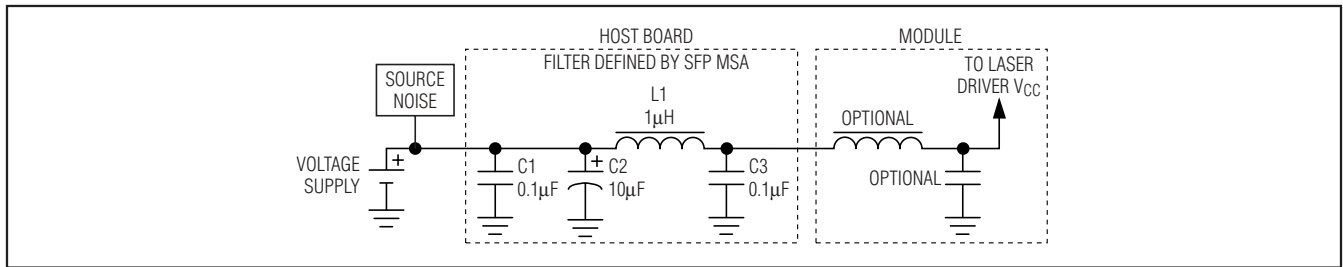 HOST BOARD
FILTER DEFINED BY SFP MSA
MODULE
SOURCE
NOISE
TO LASER
DRIVER VCC
L1
1μH
OPTIONAL
VOLTAGE
SUPPLY
+
C1
0.1μF
+
C2
10μF
C3
0.1μF
OPTIONAL